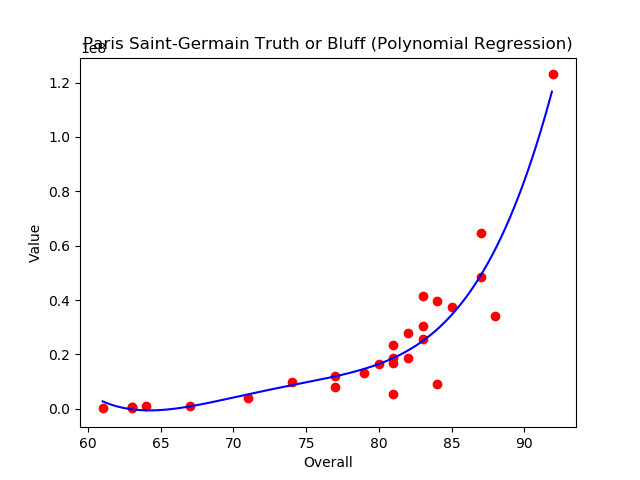 Paris Saint-Germain Truth or Bluff (Polynomial Regression)
1e8
1.2
1.0
0.8
0.6
0.4
0.2
0.0
Value
60 65 70 75 80 85 90
Overall